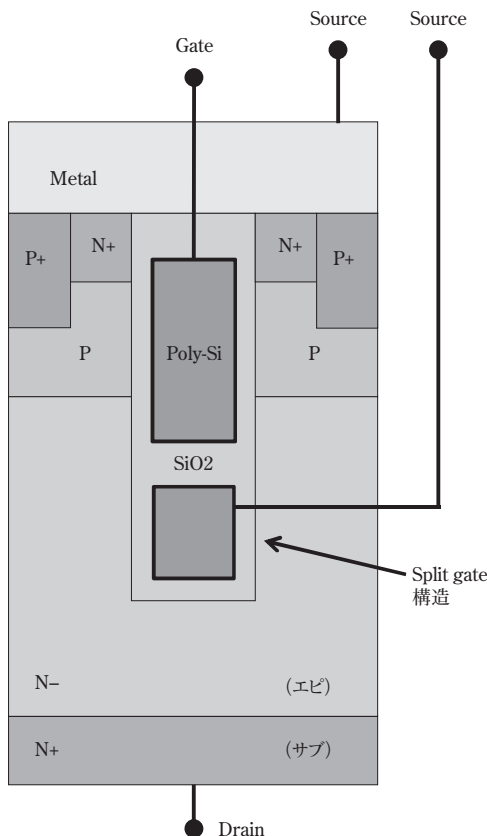 Source
Source
Gate
Metal
P+
N+
N+
P+
P
Poly-Si
P
SiO2
Split gate
構造
N−
(エピ)
N+
(サブ)
Drain